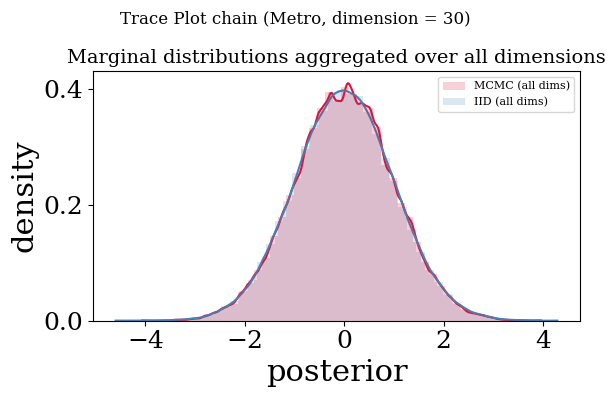 Trace Plot chain (Metro, dimension = 30)
Marginal distributions aggregated over all dimensions
MCMC (all dims)
IID (all dims)
density
0.4
0.2
0.0
−4
−2
0
2
4
posterior